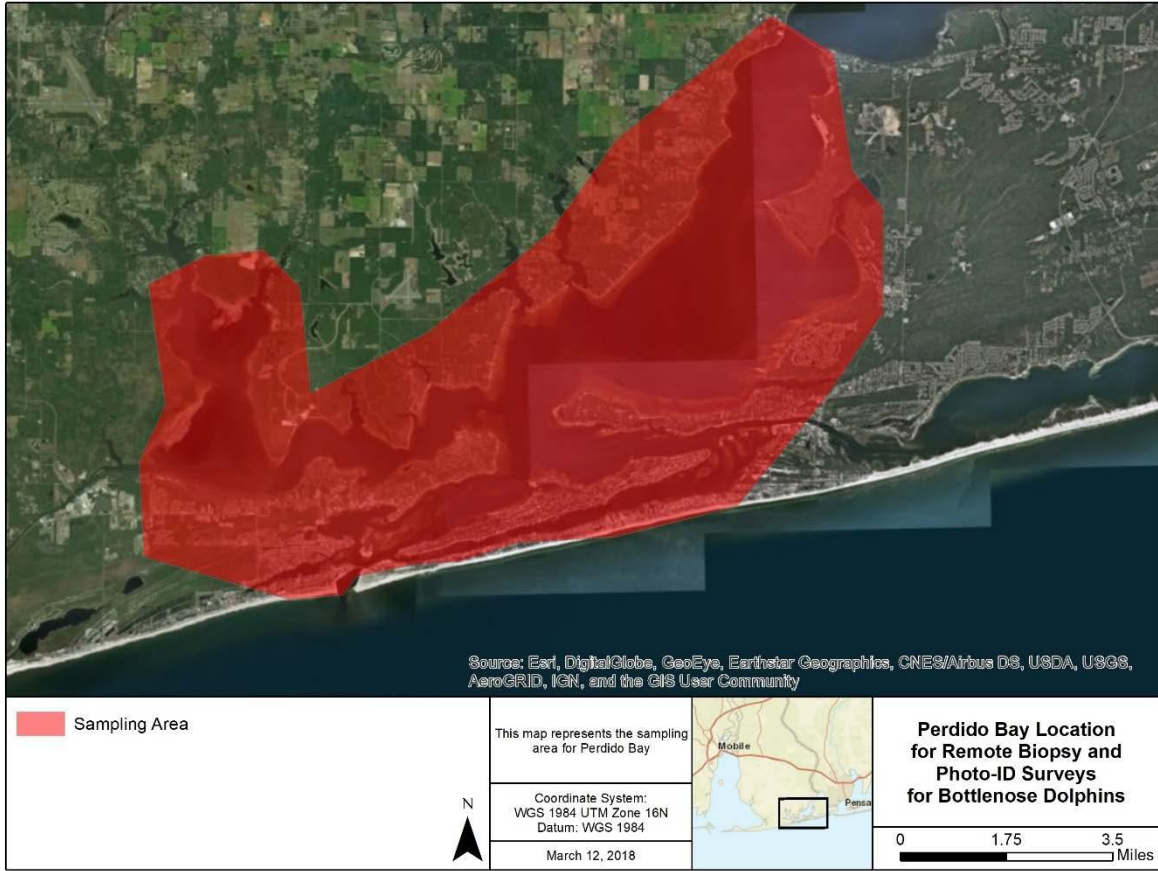 Source: Esri, DigitalGlobe, GeoEye, Earthstar Geographics, CNES/Airbus DS, USDA, USGS,
AeroGRID, IGN, and the GIS User Community
Sampling Area
N
This map represents the sampling
area for Perdido Bay
Coordinate System:
WGS 1984 UTM Zone 16N
Datum: WGS 1984
March 12, 2018
Mobile
Pensa
Perdido Bay Location
for Remote Biopsy and
Photo-ID Surveys
for Bottlenose Dolphins
0 1.75 3.5
Miles